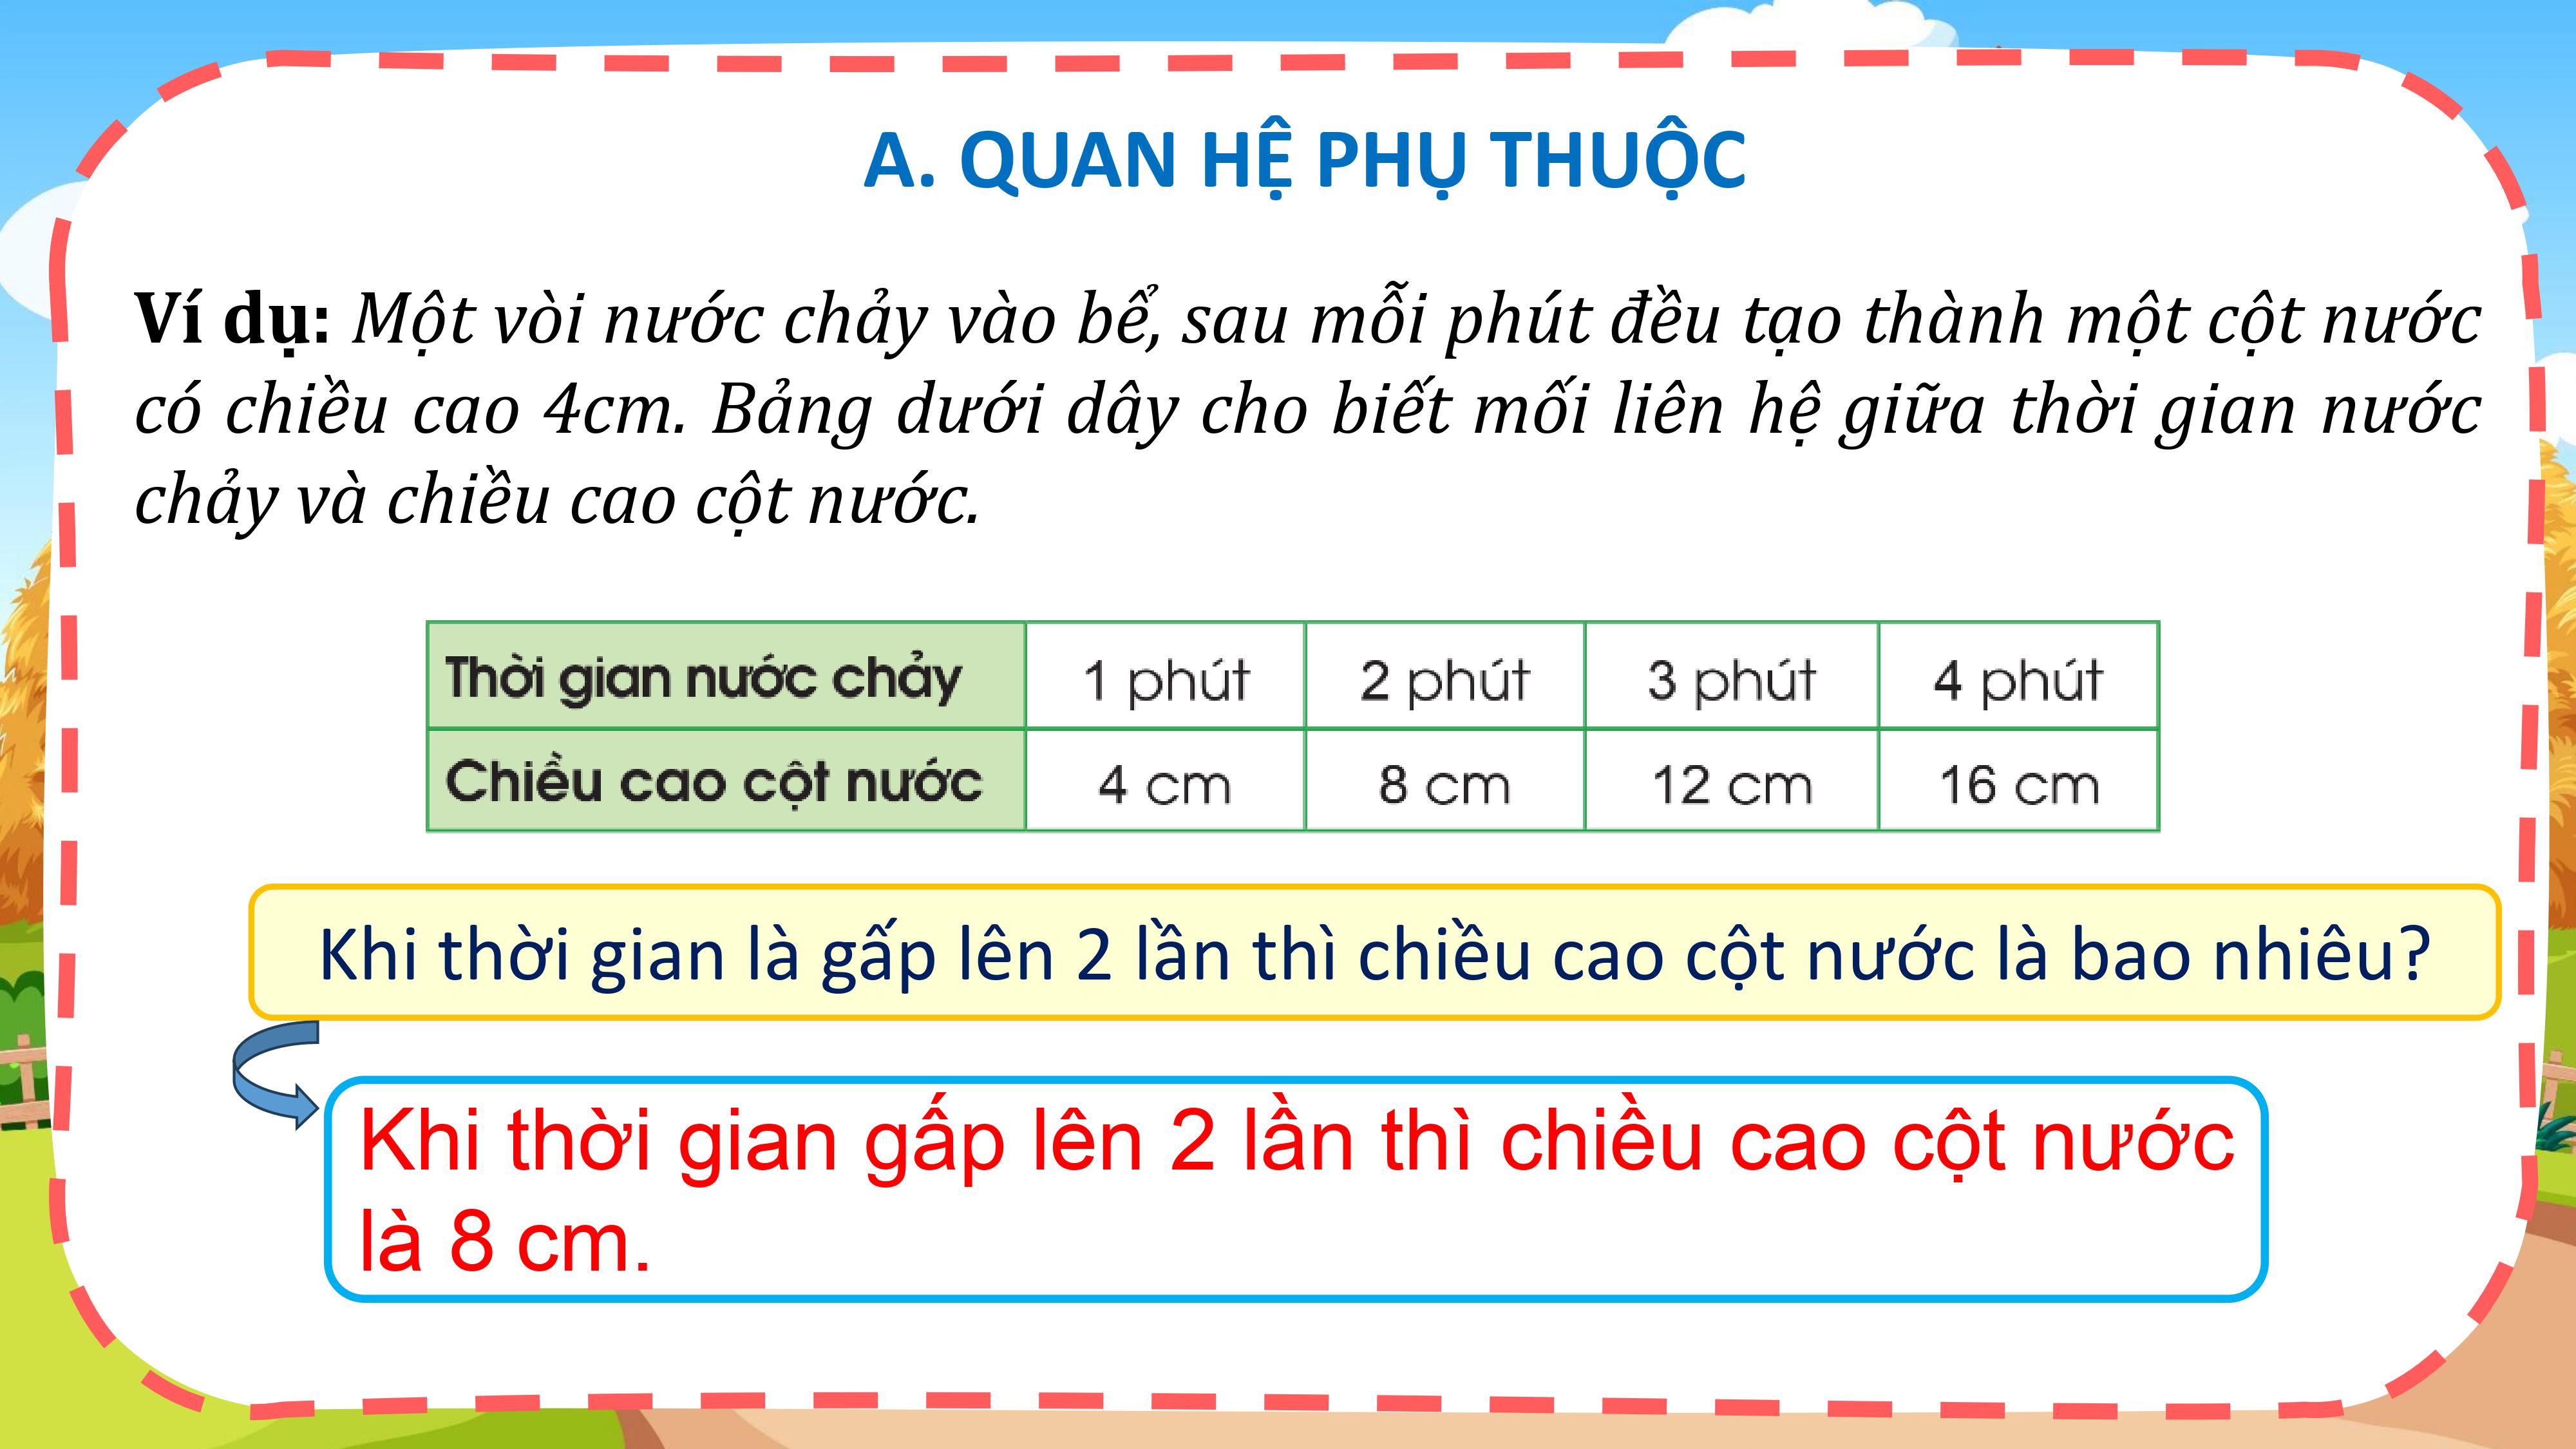 A. QUAN HỆ PHỤ THUỘC
Ví dụ: Một vòi nước chảy vào bể, sau mỗi phút đều tạo thành một cột nước
có chiều cao 4cm. Bảng dưới dây cho biết mối liên hệ giữa thời gian nước
chảy và chiều cao cột nước.
Thời gian nước chảy 1 phút 2 phút 3 phút 4 phút
Chiều cao cột nước 4 cm 8 cm 12 cm 16 cm
Khi thời gian là gấp lên 2 lần thì chiều cao cột nước là bao nhiêu?
Khi thời gian gấp lên 2 lần thì chiều cao cột nước
là 8 cm.